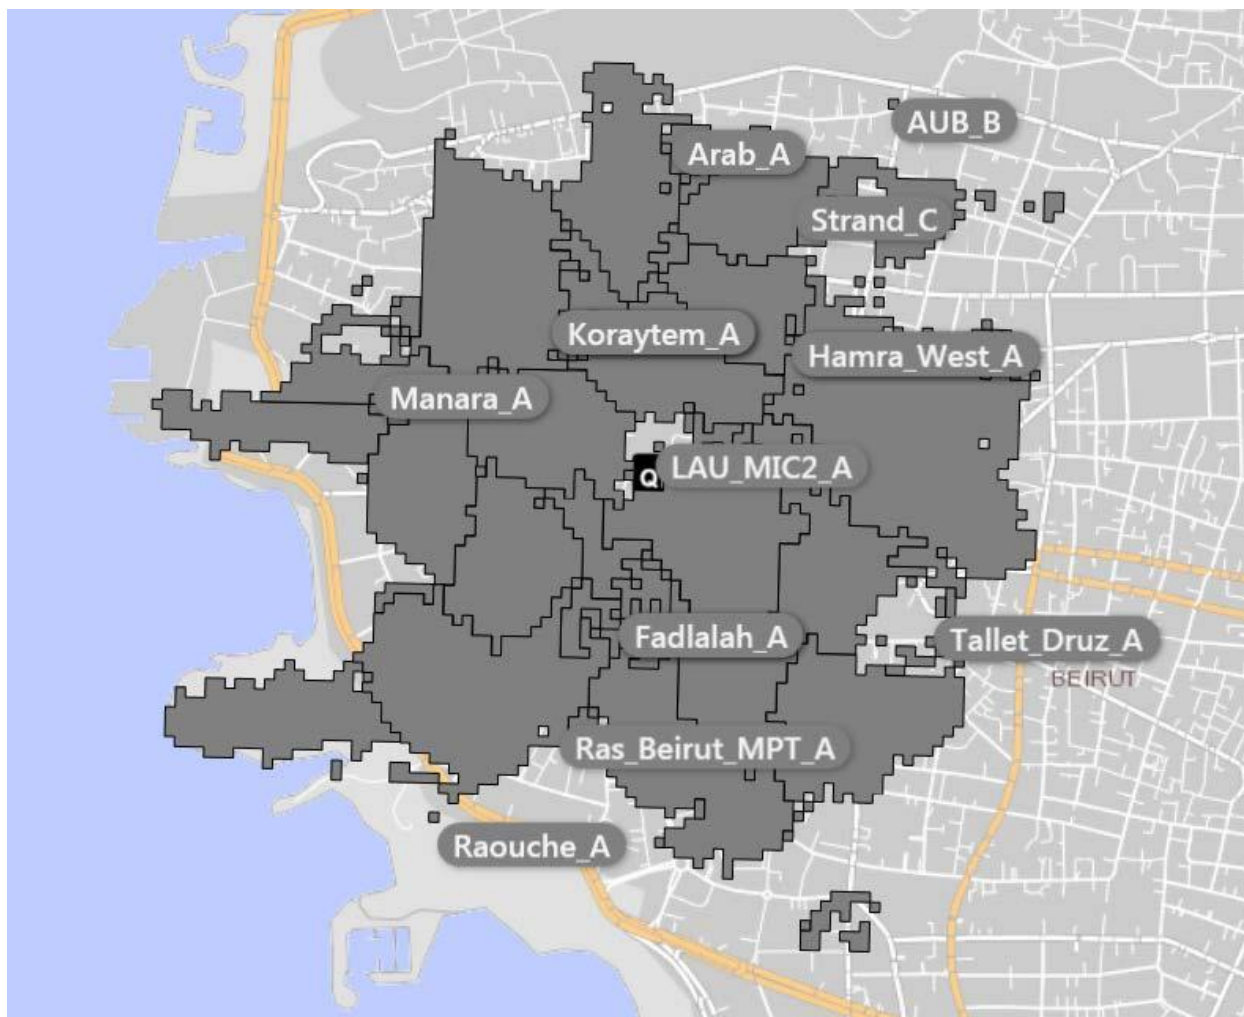 AUB_B
Arab_A
Strand_C
Koraytem_A
Hamra_West_A
Manara_A
LAU_MIC2_A
Q
Fadlalah_A
Tallet_Druz_A
BEIRUT
Ras_Beirut_MPT_A
Raouche_A